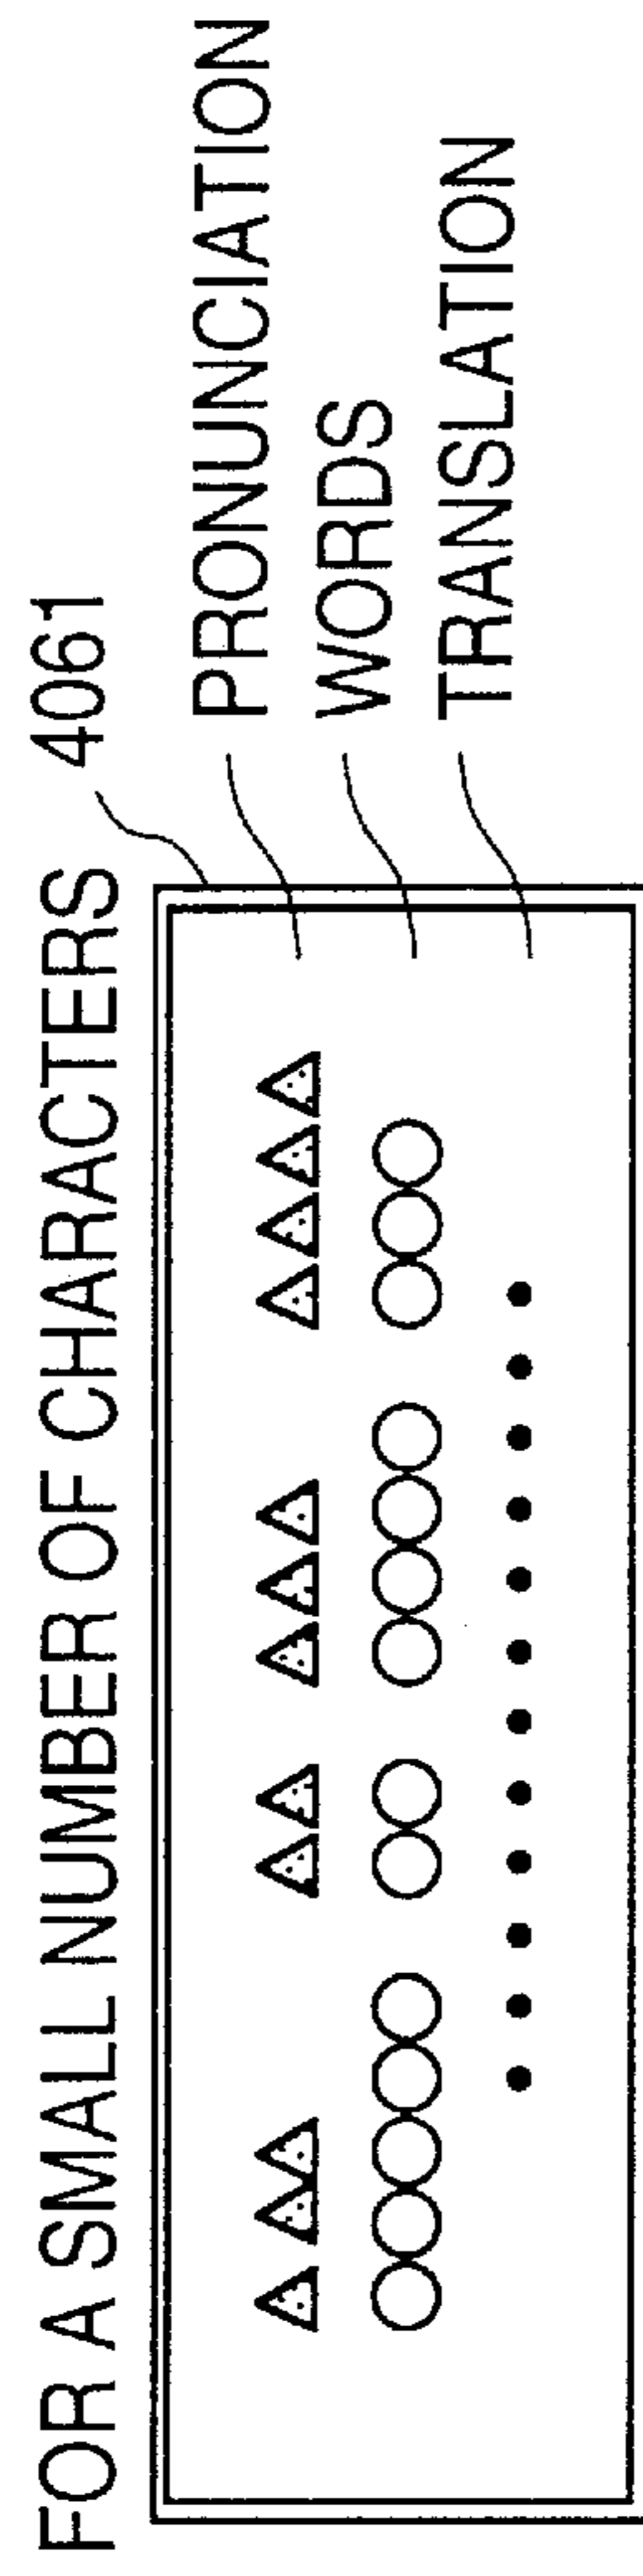 FOR A SMALL NUMBER OF CHARACTERS
4061
PRONUNCIATION
WORDS
TRANSLATION